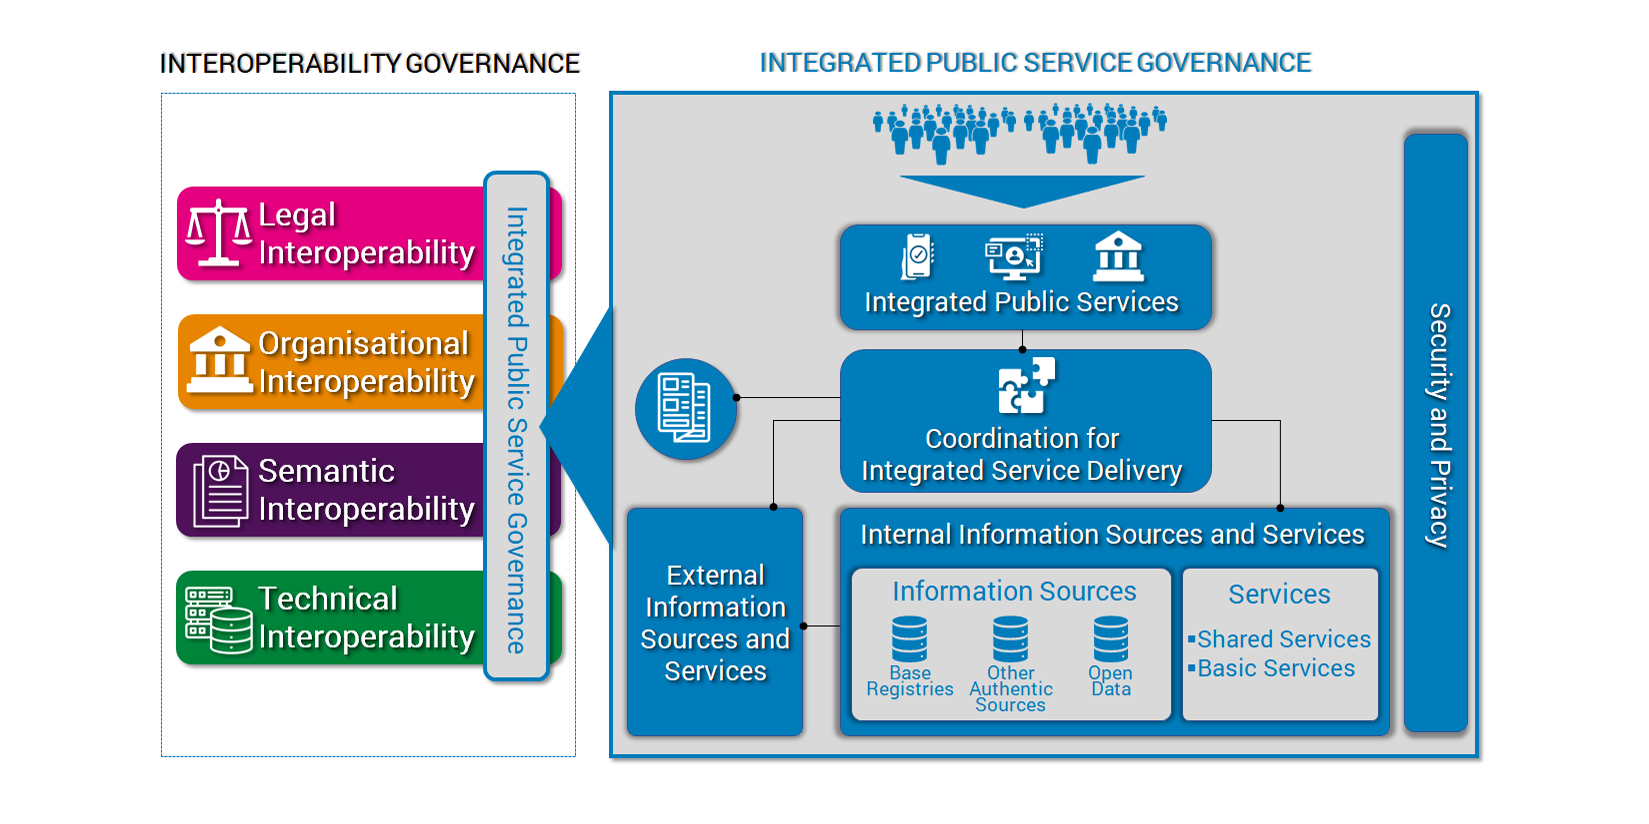 INTEROPERABILITY GOVERNANCE
Legal
Interoperability
Organisational
Interoperability
Semantic
Interoperability
Technical
Interoperability
Integrated Public Service Governance
INTEGRATED PUBLIC SERVICE GOVERNANCE
Integrated Public Services
Coordination for
Integrated Service Delivery
External
Information
Sources and
Services
Internal Information Sources and Services
Information Sources
Base
Registries
Other
Authentic
Sources
Open
Data
Services
▪Shared Services
▪Basic Services
Security and Privacy